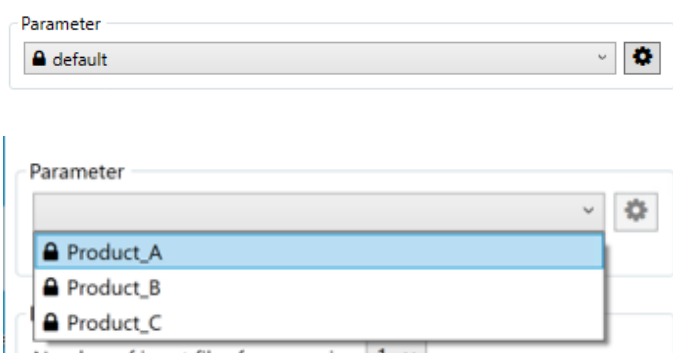 Parameter
default
Parameter
Product_A
Product_B
Product_C